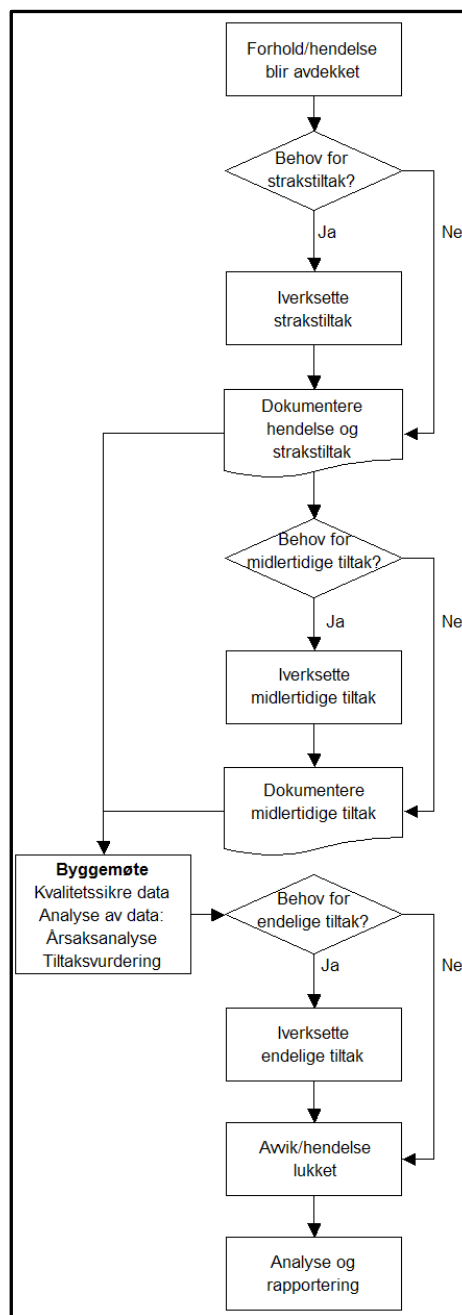 Forhold/hendelse
blir avdekket
Behov for
strakstiltak?
Ja
Ne
Iverksette
strakstiltak
Dokumentere
hendelse og
strakstiltak
Behov for
midlertidige tiltak?
Ja
Ne
Iverksette
midlertidige tiltak
Dokumentere
midlertidige tiltak
Byggemøte
Kvalitetssikre data
Analyse av data:
Årsaksanalyse
Tiltaksvurdering
Behov for
endelige tiltak?
Ja
Ne
Iverksette
endelige tiltak
Avvik/hendelse
lukket
Analyse og
rapportering